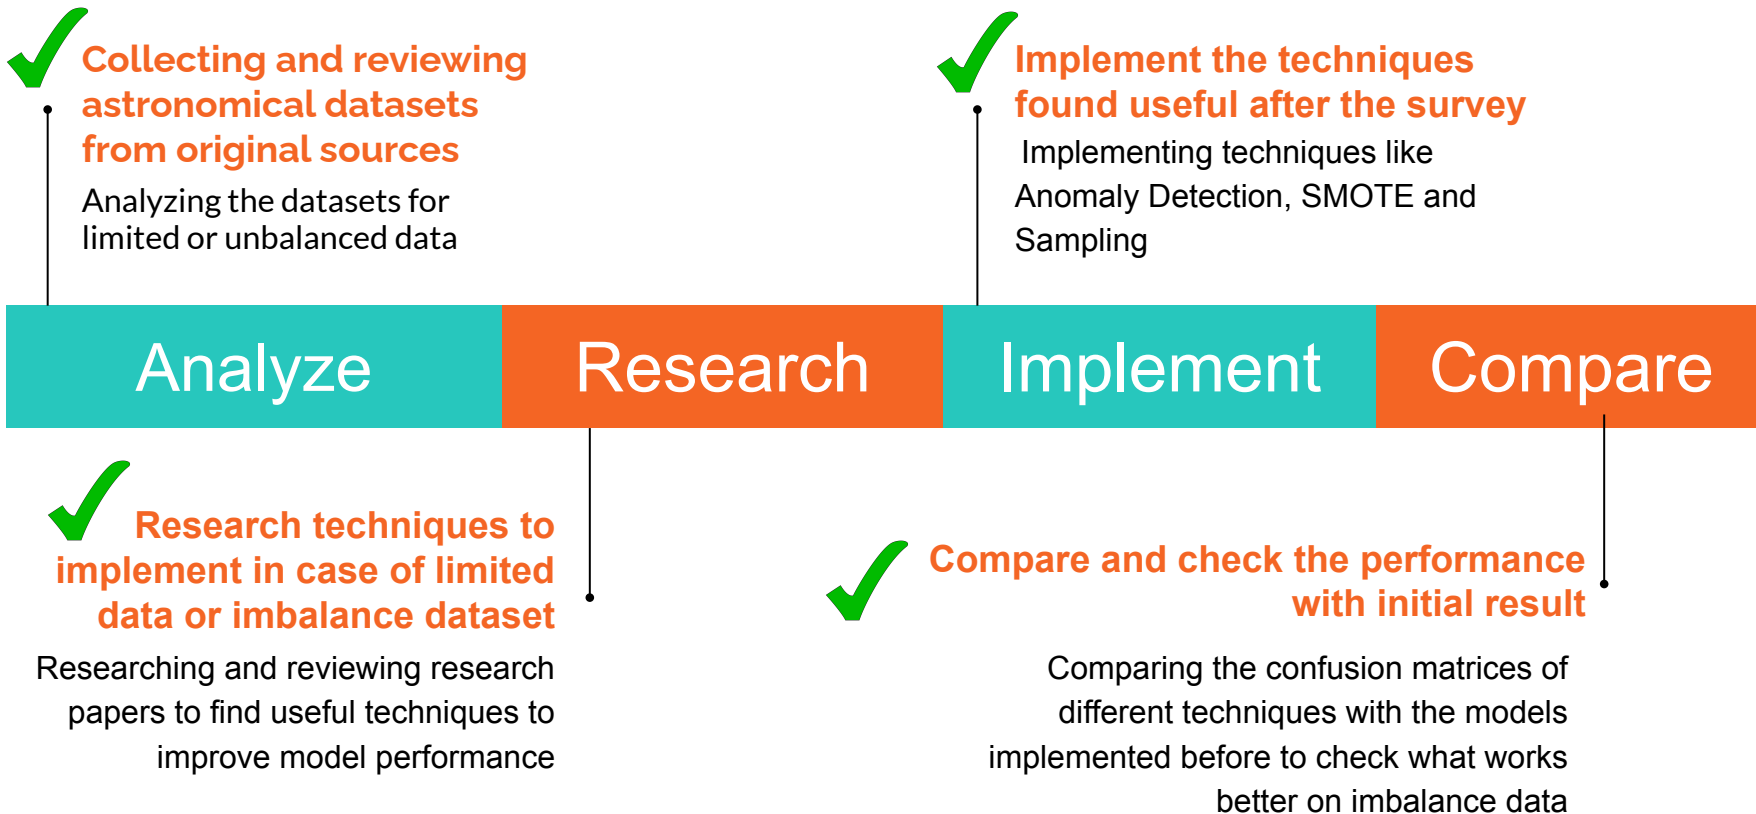 Collecting and reviewing
astronomical datasets
from original sources
Analyzing the datasets for
limited or unbalanced data
Implement the techniques
found useful after the survey
Implementing techniques like
Anomaly Detection, SMOTE and
Sampling
Analyze
Research
Implement
Compare
Research techniques to
implement in case of limited
data or imbalance dataset
Researching and reviewing research
papers to find useful techniques to
improve model performance
Compare and check the performance
with initial result
Comparing the confusion matrices of
different techniques with the models
implemented before to check what works
better on imbalance data